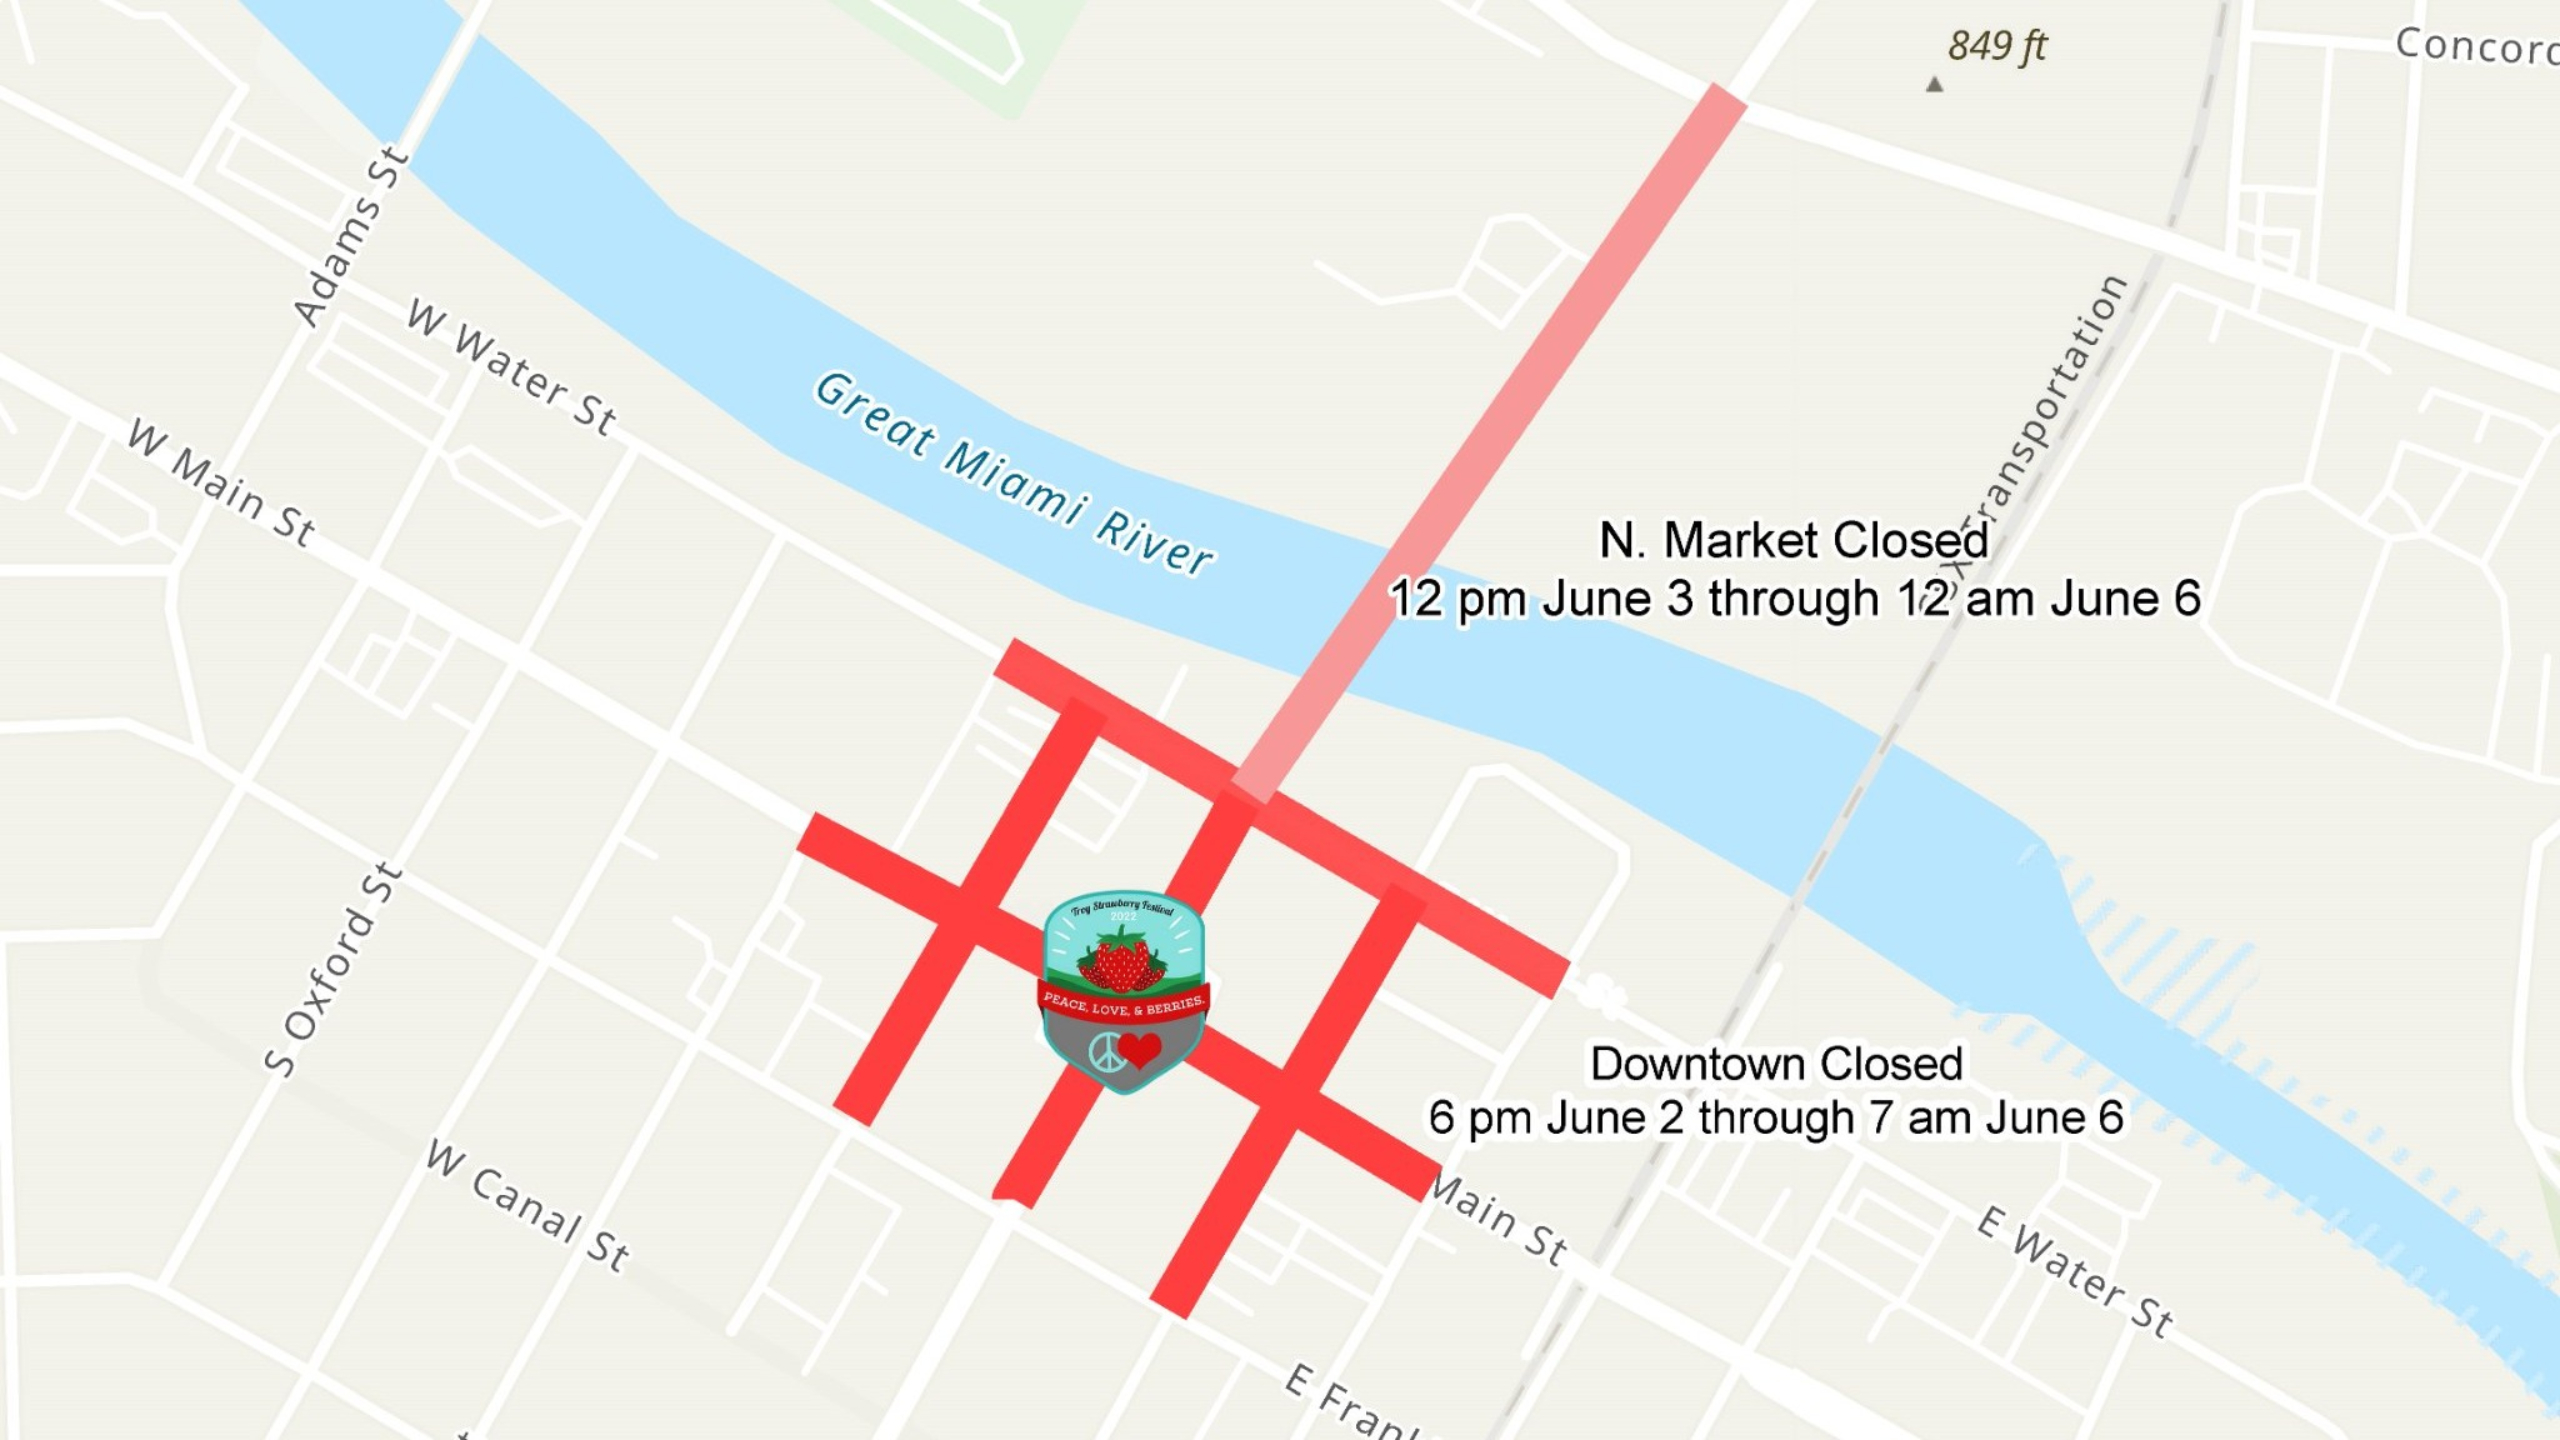 849 ft
Concord
Adams St
W Water St
W Main St
Great Miami River
Transportation
N. Market Closed
12 pm June 3 through 12 am June 6
Troy Strawberry Festival
2022
PEACE, LOVE, & BERRIES.
S Oxford St
W Canal St
Downtown Closed
6 pm June 2 through 7 am June 6
Main St
E Water St
E Frankl